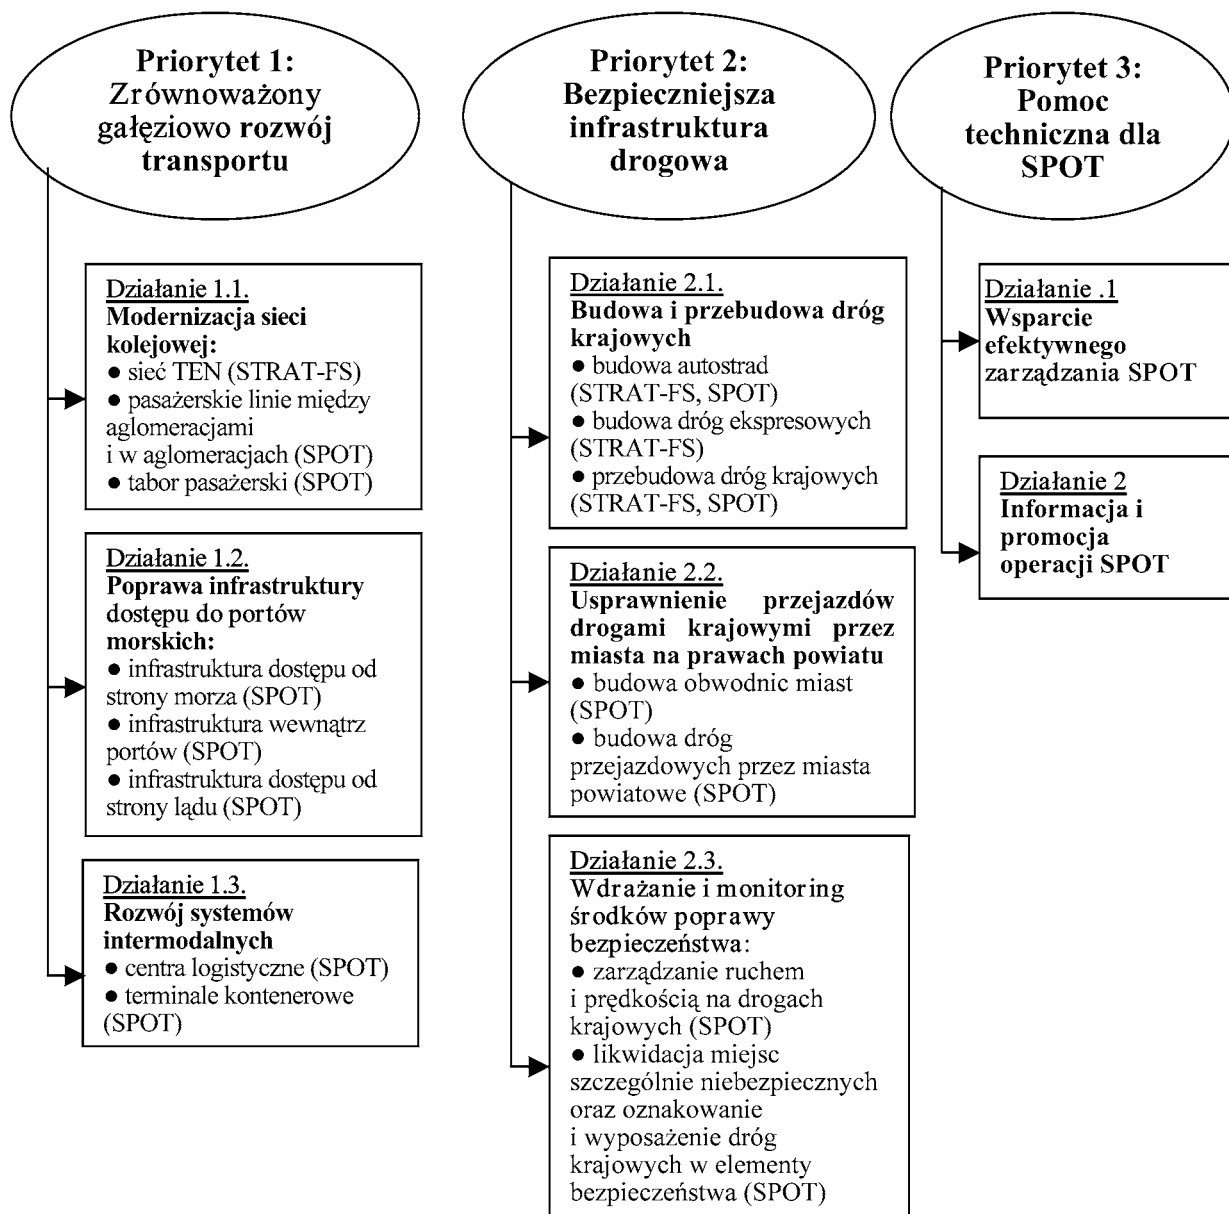 Priorytet 1:
Zrównoważony
gałęziowo rozwój
transportu
Działanie 1.1.
Modernizacja sieci
kolejowej:
● sieć TEN (STRAT-FS)
● pasażerskie linie między
aglomeracjami
i w aglomeracjach (SPOT)
● tabor pasażerski (SPOT)
Działanie 1.2.
Poprawa infrastruktury
dostępu do portów
morskich:
● infrastruktura dostępu od
strony morza (SPOT)
● infrastruktura wewnątrz
portów (SPOT)
● infrastruktura dostępu od
strony lądu (SPOT)
Działanie 1.3.
Rozwój systemów
intermodalnych
● centra logistyczne (SPOT)
● terminale kontenerowe
(SPOT)
Priorytet 2:
Bezpieczniejsza
infrastruktura
drogowa
Działanie 2.1.
Budowa i przebudowa dróg
krajowych
● budowa autostrad
(STRAT-FS, SPOT)
● budowa dróg ekspresowych
(STRAT-FS)
● przebudowa dróg krajowych
(STRAT-FS, SPOT)
Działanie 2.2.
Usprawnienie przejazdów
drogami krajowymi przez
miasta na prawach powiatu
● budowa obwodnic miast
(SPOT)
● budowa dróg
przejazdowych przez miasta
powiatowe (SPOT)
Działanie 2.3.
Wdrażanie i monitoring
środków poprawy
bezpieczeństwa:
● zarządzanie ruchem
i prędkością na drogach
krajowych (SPOT)
● likwidacja miejsc
szczególnie niebezpiecznych
oraz oznakowanie
i wyposażenie dróg
krajowych w elementy
bezpieczeństwa (SPOT)
Priorytet 3:
Pomoc
techniczna dla
SPOT
Działanie .1
Wsparcie
efektywnego
zarządzania SPOT
Działanie 2
Informacja i
promocja
operacji SPOT